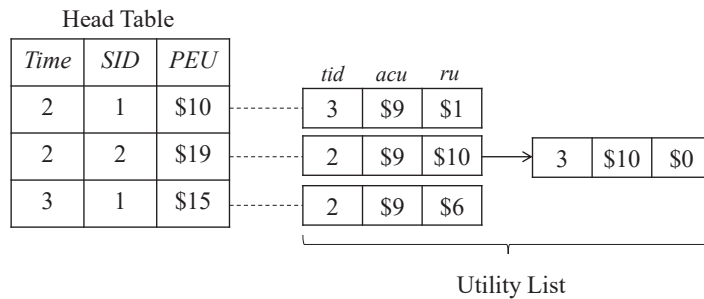 Head Table
Time SID PEU
tid acu ru
2 1 $10 3 $9 $1
2 2 $19 2 $9 $10 3 $10 $0
3 1 $15 2 $9 $6
Utility List